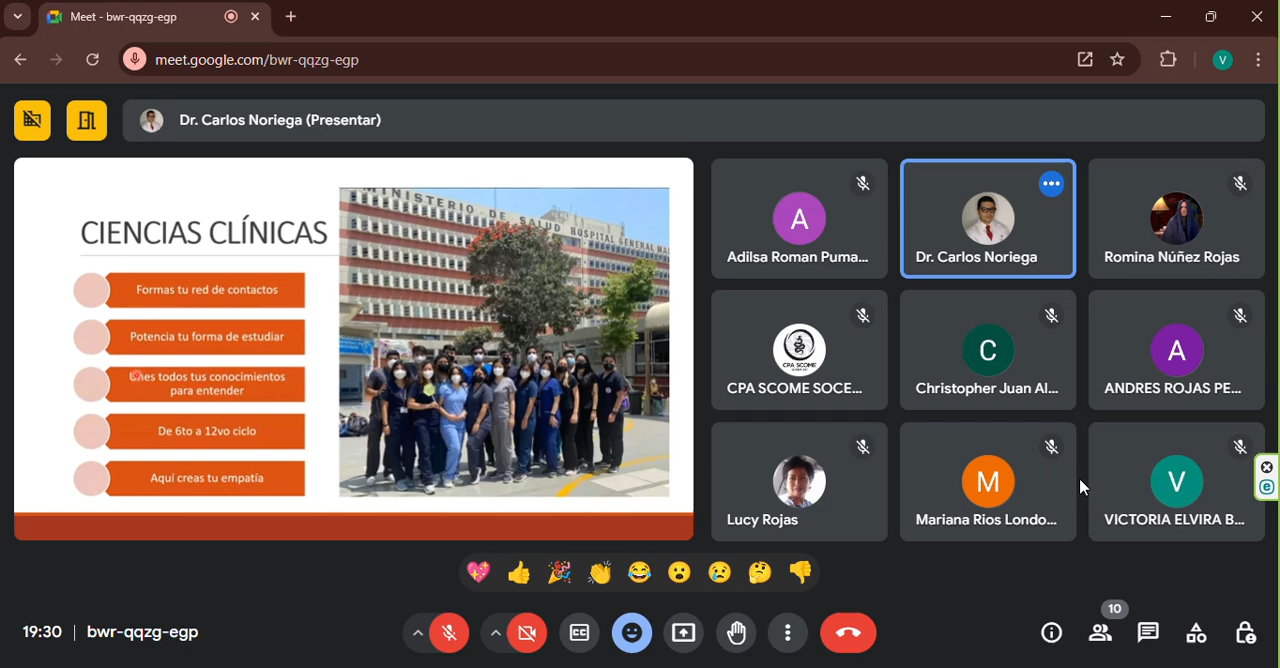 Meet - bwr-qqzg-egp
meet.google.com/bwr-qqzg-egp
V
Dr. Carlos Noriega (Presentar)
CIENCIAS CLÍNICAS
Formas tu red de contactos
Potencia tu forma de estudiar
Unes todos tus conocimientos
para entender
De 6to a 12vo ciclo
Aquí creas tu empatía
MINISTERIO DE SALUD HOSPITAL GENERAL
A
Adilsa Roman Puma...
Dr. Carlos Noriega
Romina Núñez Rojas
CPA SCOME
CPA SCOME SOCE...
C
Christopher Juan Al...
A
ANDRES ROJAS PE...
Lucy Rojas
M
Mariana Rios Londo...
V
VICTORIA ELVIRA B...
19:30 | bwr-qqzg-egp
10